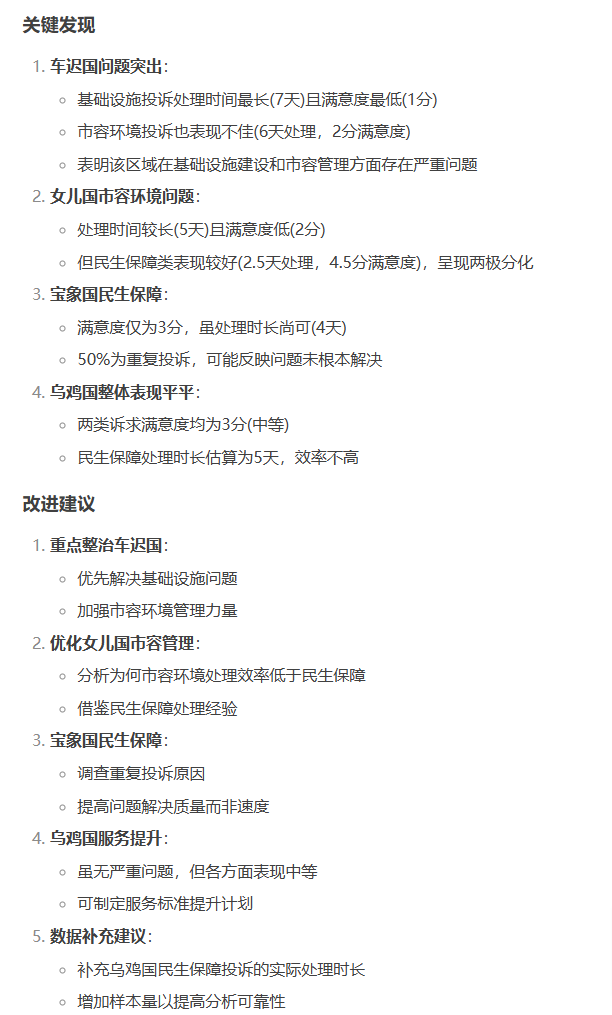 关键发现
1. 车迟国问题突出：
基础设施投诉处理时间最长(7天)且满意度最低(1分)
市容环境投诉也表现不佳(6天处理，2分满意度)
表明该区域在基础设施建设和市容管理方面存在严重问题
2. 女儿国市容环境问题：
处理时间较长(5天)且满意度低(2分)
但民生保障类表现较好(2.5天处理，4.5分满意度)，呈现两极分化
3. 宝象国民生保障：
满意度仅为3分，虽处理时长尚可(4天)
50%为重复投诉，可能反映问题未根本解决
4. 乌鸡国整体表现平平：
两类诉求满意度均为3分(中等)
民生保障处理时长估算为5天，效率不高
改进建议
1. 重点整治车迟国：
优先解决基础设施问题
加强市容环境管理力量
2. 优化女儿国市容管理：
分析为何市容环境处理效率低于民生保障
借鉴民生保障处理经验
3. 宝象国民生保障：
调查重复投诉原因
提高问题解决质量而非速度
4. 乌鸡国服务提升：
虽无严重问题，但各方面表现中等
可制定服务标准提升计划
5. 数据补充建议：
补充乌鸡国民生保障投诉的实际处理时长
增加样本量以提高分析可靠性